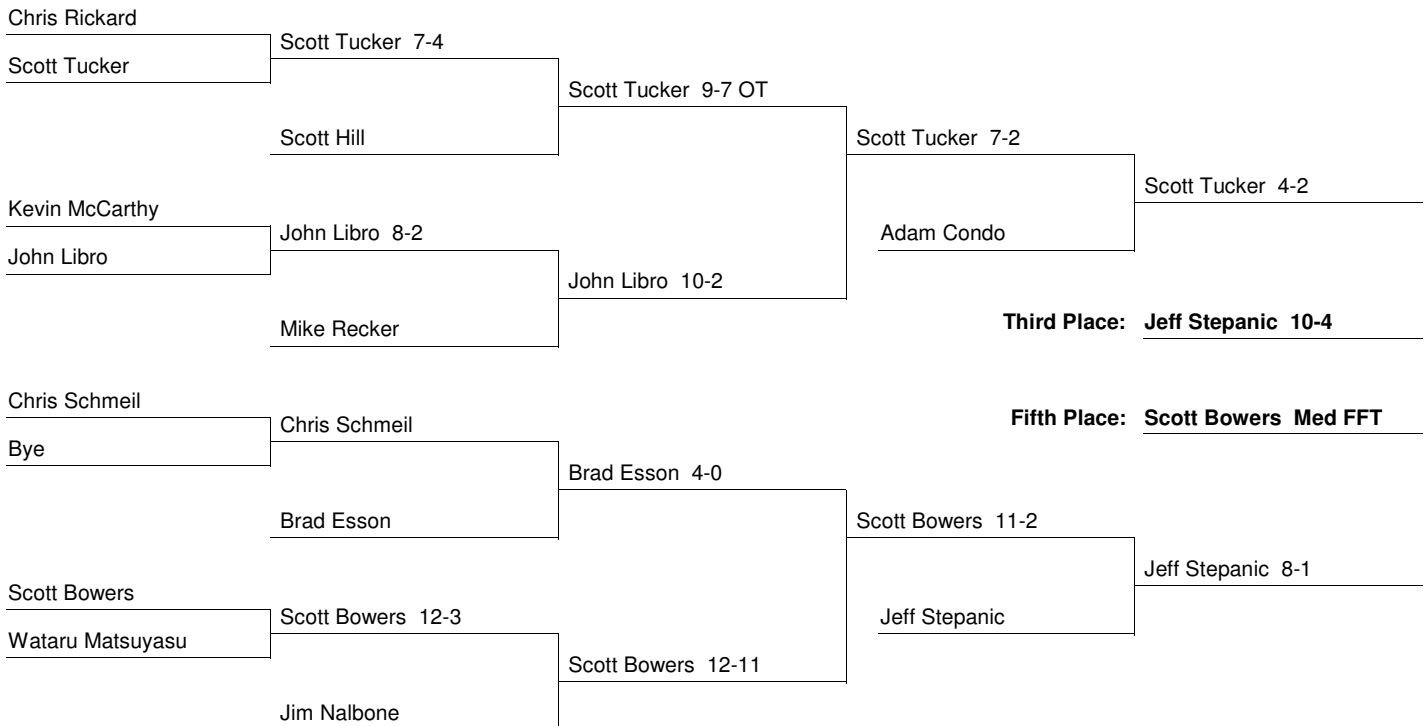 Chris Rickard
Scott Tucker 7-4
Scott Tucker
Scott Tucker 9-7 OT
Scott Hill
Scott Tucker 7-2
Scott Tucker 4-2
Kevin McCarthy
John Libro 8-2
Adam Condo
John Libro
John Libro 10-2
Mike Recker
Third Place: Jeff Stepanic 10-4
Chris Schmeil
Chris Schmeil
Fifth Place: Scott Bowers Med FFT
Bye
Brad Esson 4-0
Brad Esson
Scott Bowers 11-2
Jeff Stepanic 8-1
Scott Bowers
Scott Bowers 12-3
Jeff Stepanic
Wataru Matsuyasu
Scott Bowers 12-11
Jim Nalbone